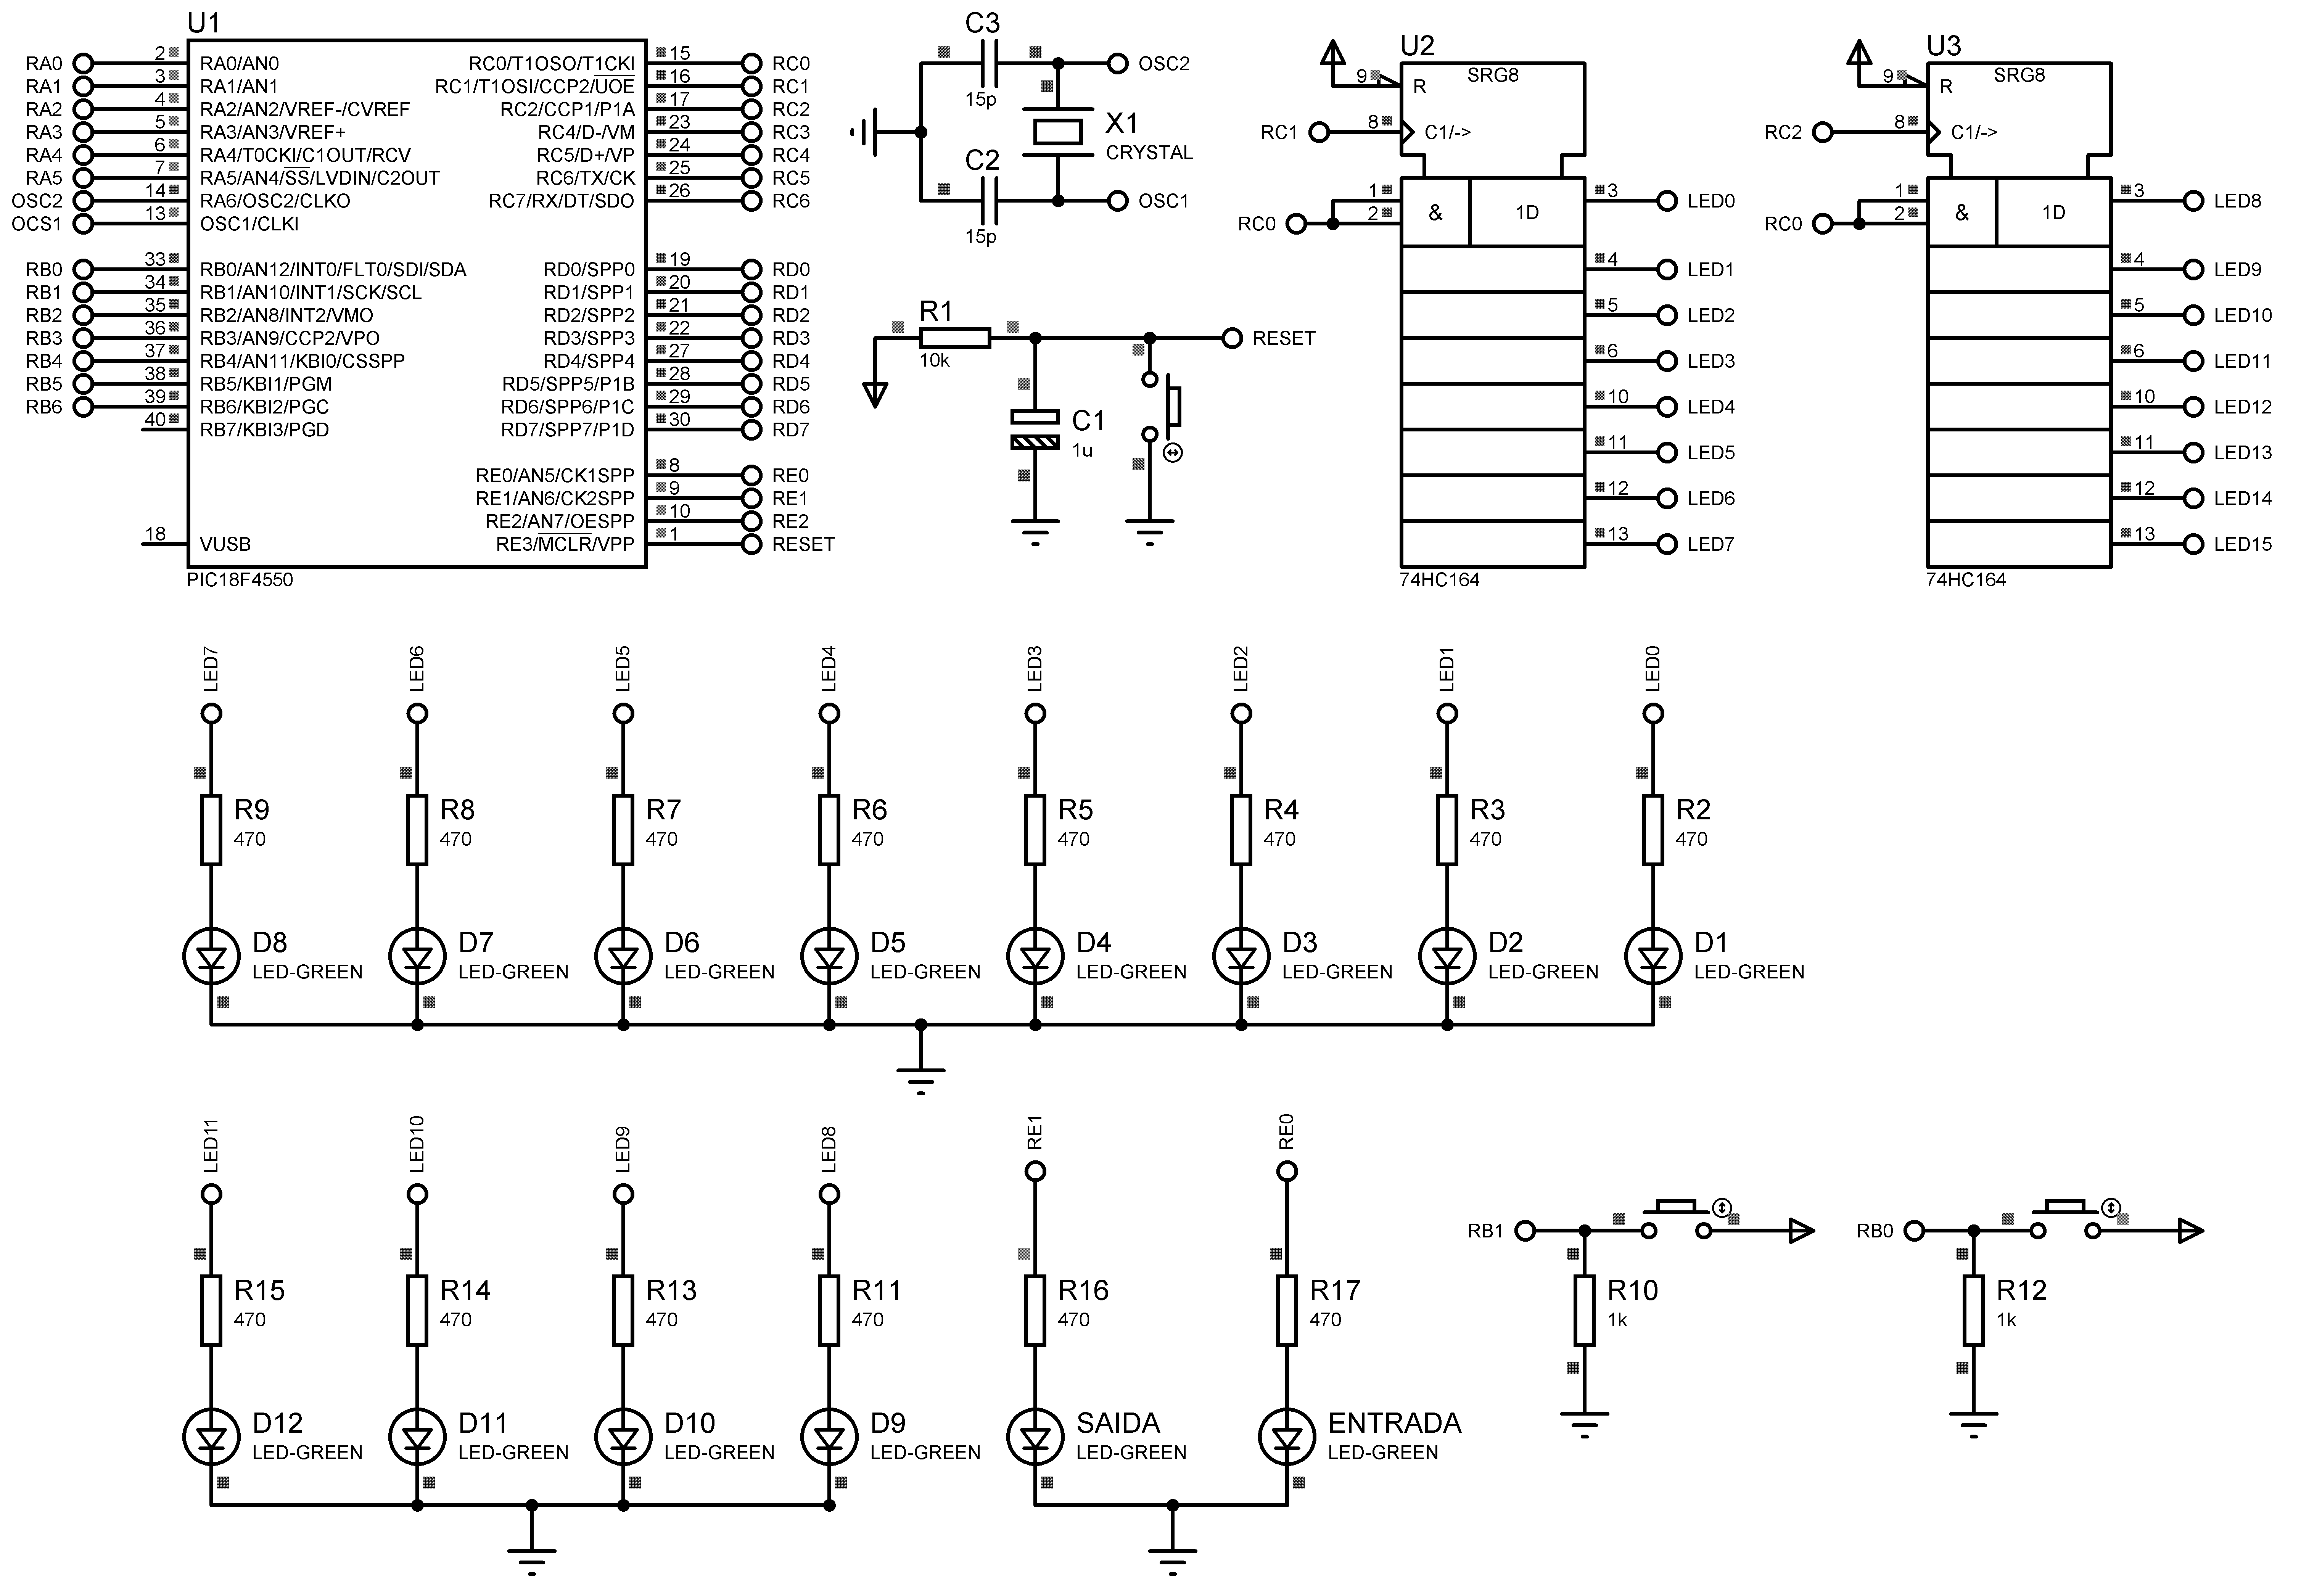 U1
RA0 2 RA0/AN0 RC0/T1OSO/T1CKI 15 RC0
RA1 3 RA1/AN1 RC1/T1OSI/CCP2/UOE 16 RC1
RA2 4 RA2/AN2/VREF-/CVREF RC2/CCP1/P1A 17 RC2
RA3 5 RA3/AN3/VREF+ RC4/D-/VM 23 RC3
RA4 6 RA4/T0CKI/C1OUT/RCV RC5/D+/VP 24 RC4
RA5 7 RA5/AN4/SS/LVDIN/C2OUT RC6/TX/CK 25 RC5
OSC2 14 RA6/OSC2/CLKO RC7/RX/DT/SDO 26 RC6
OCS1 13 OSC1/CLKI
RB0 33 RB0/AN12/INT0/FLT0/SDI/SDA RD0/SPP0 19 RD0
RB1 34 RB1/AN10/INT1/SCK/SCL RD1/SPP1 20 RD1
RB2 35 RB2/AN8/INT2/VMO RD2/SPP2 21 RD2
RB3 36 RB3/AN9/CCP2/VPO RD3/SPP3 22 RD3
RB4 37 RB4/AN11/KBI0/CSSPP RD4/SPP4 27 RD4
RB5 38 RB5/KBI1/PGM RD5/SPP5/P1B 28 RD5
RB6 39 RB6/KBI2/PGC RD6/SPP6/P1C 29 RD6
40 RB7/KBI3/PGD RD7/SPP7/P1D 30 RD7
RE0/AN5/CK1SPP 8 RE0
RE1/AN6/CK2SPP 9 RE1
RE2/AN7/OESPP 10 RE2
18 VUSB RE3/MCLR/VPP 1 RESET
PIC18F4550
C3
15p
OSC2
X1
CRYSTAL
C2
15p
OSC1
R1
10k
RESET
C1
1u
U2
SRG8
9 R
RC1 8 C1/->
1
RC0 2 & 1D 3 LED0
4 LED1
5 LED2
6 LED3
10 LED4
11 LED5
12 LED6
13 LED7
74HC164
U3
SRG8
9 R
RC2 8 C1/->
1
RC0 2 & 1D 3 LED8
4 LED9
5 LED10
6 LED11
10 LED12
11 LED13
12 LED14
13 LED15
74HC164
LED7 LED6 LED5 LED4 LED3 LED2 LED1 LED0
R9 R8 R7 R6 R5 R4 R3 R2
470 470 470 470 470 470 470 470
D8 D7 D6 D5 D4 D3 D2 D1
LED-GREEN LED-GREEN LED-GREEN LED-GREEN LED-GREEN LED-GREEN LED-GREEN LED-GREEN
LED11 LED10 LED9 LED8 RE1 RE0
RB1 RB0
R15 R14 R13 R11 R16 R17 R10 R12
470 470 470 470 470 470 1k 1k
D12 D11 D10 D9 SAIDA ENTRADA
LED-GREEN LED-GREEN LED-GREEN LED-GREEN LED-GREEN LED-GREEN